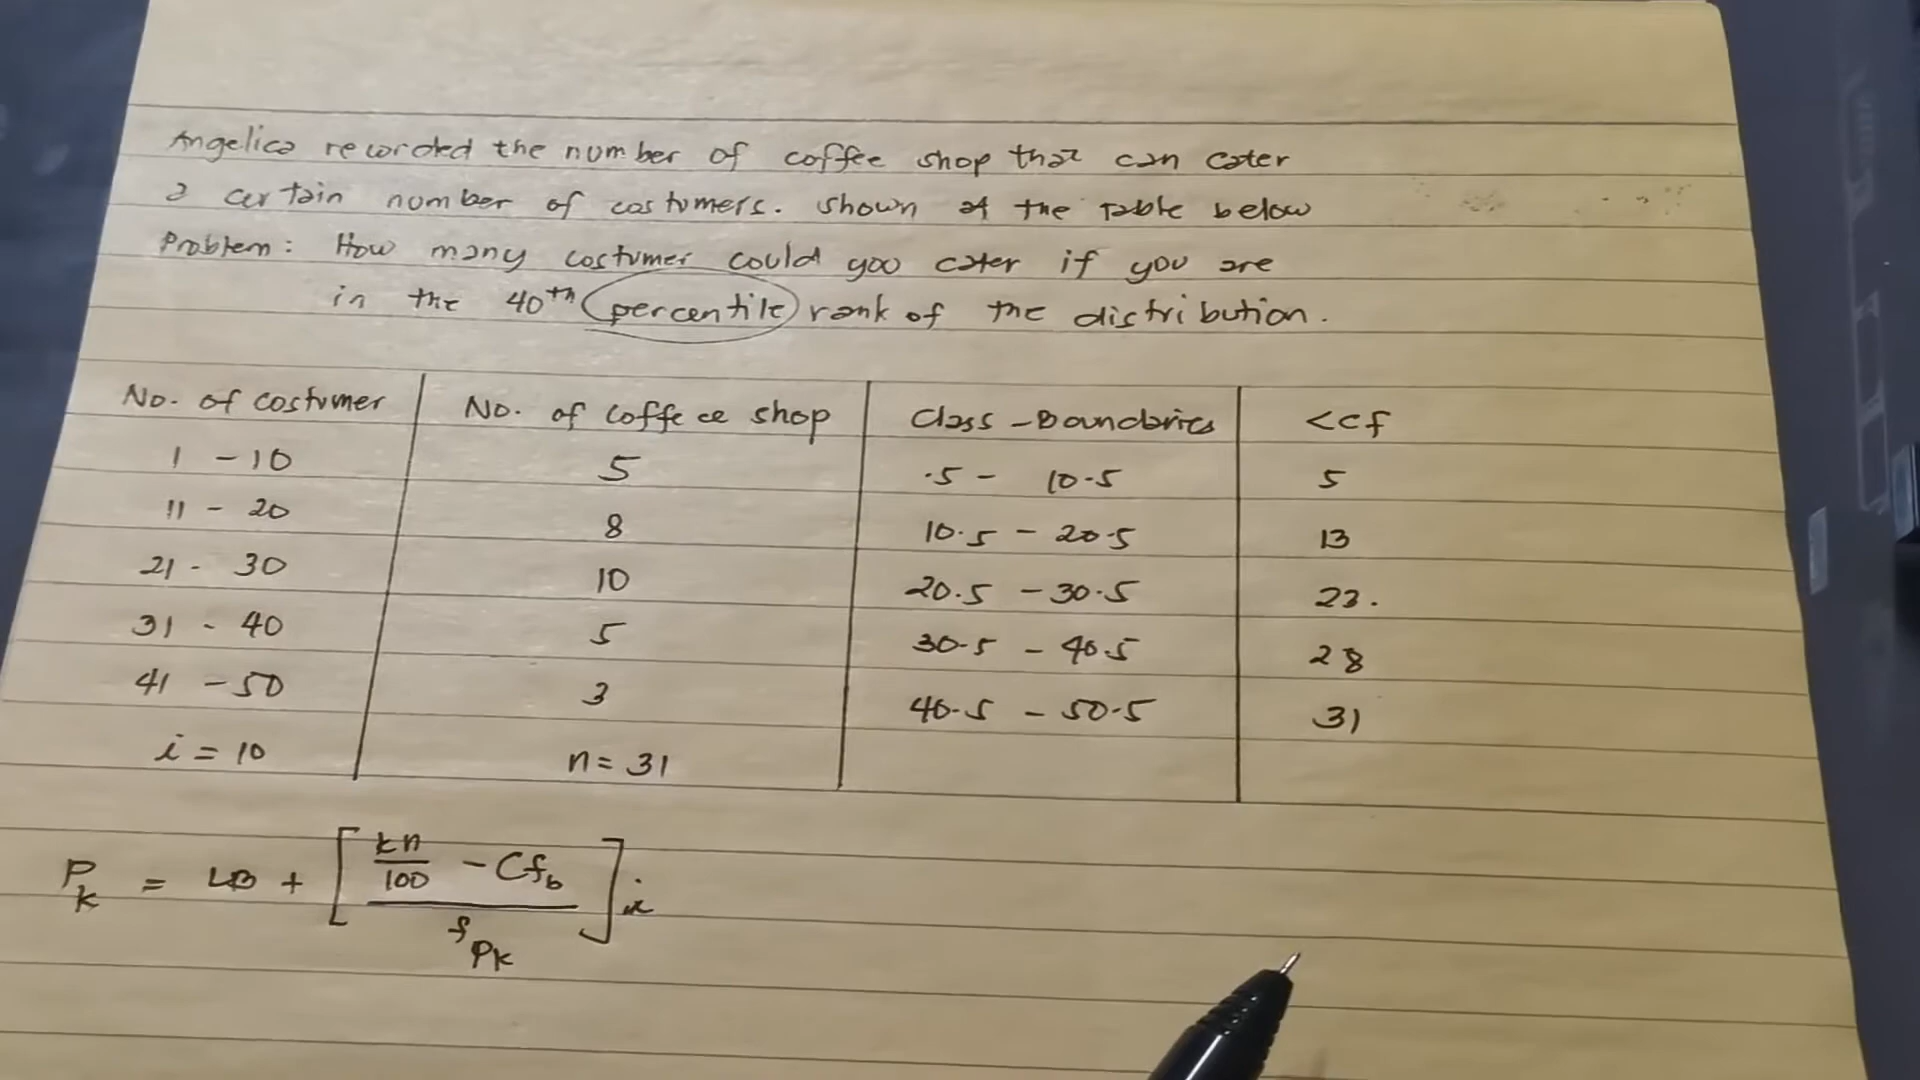 Angelica recorded the number of coffee shop that can cater
a certain number of costumers. shown at the table below
Problem: How many costumer could you cater if you are
in the 40th percentile rank of the distribution.
No. of costumer No. of coffee shop Class-Boundaries <cf
1 - 10 5 .5 - 10.5 5
11 - 20 8 10.5 - 20.5 13
21 - 30 10 20.5 - 30.5 23.
31 - 40 5 30.5 - 40.5 28
41 - 50 3 40.5 - 50.5 31
i = 10 n = 31
Pk = LB + [ (kn/100 - Cfb) / fPk ] i